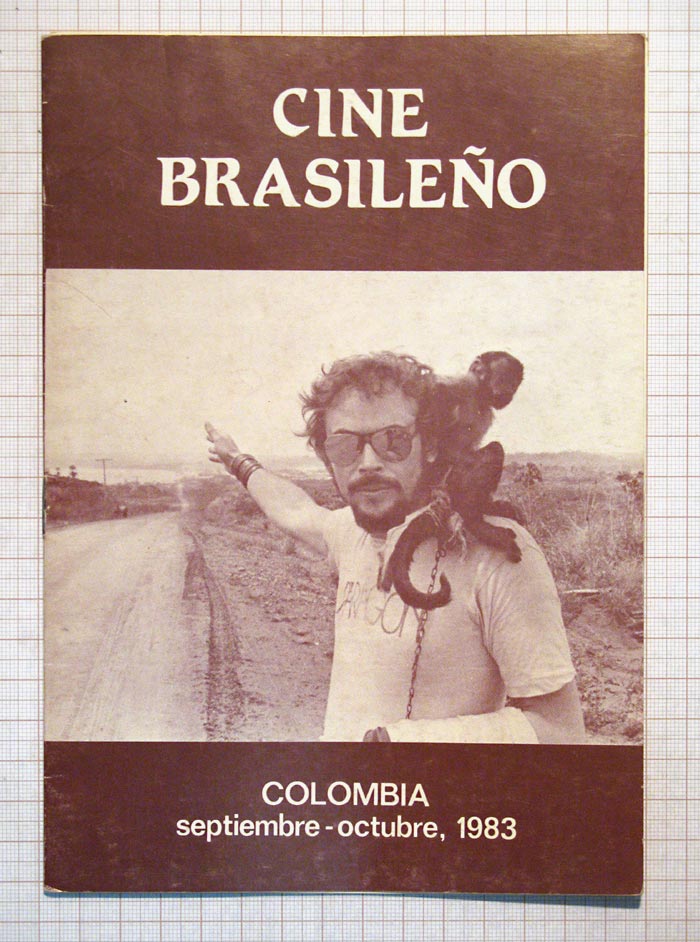 CINE
BRASILEÑO
COLOMBIA
septiembre-octubre, 1983